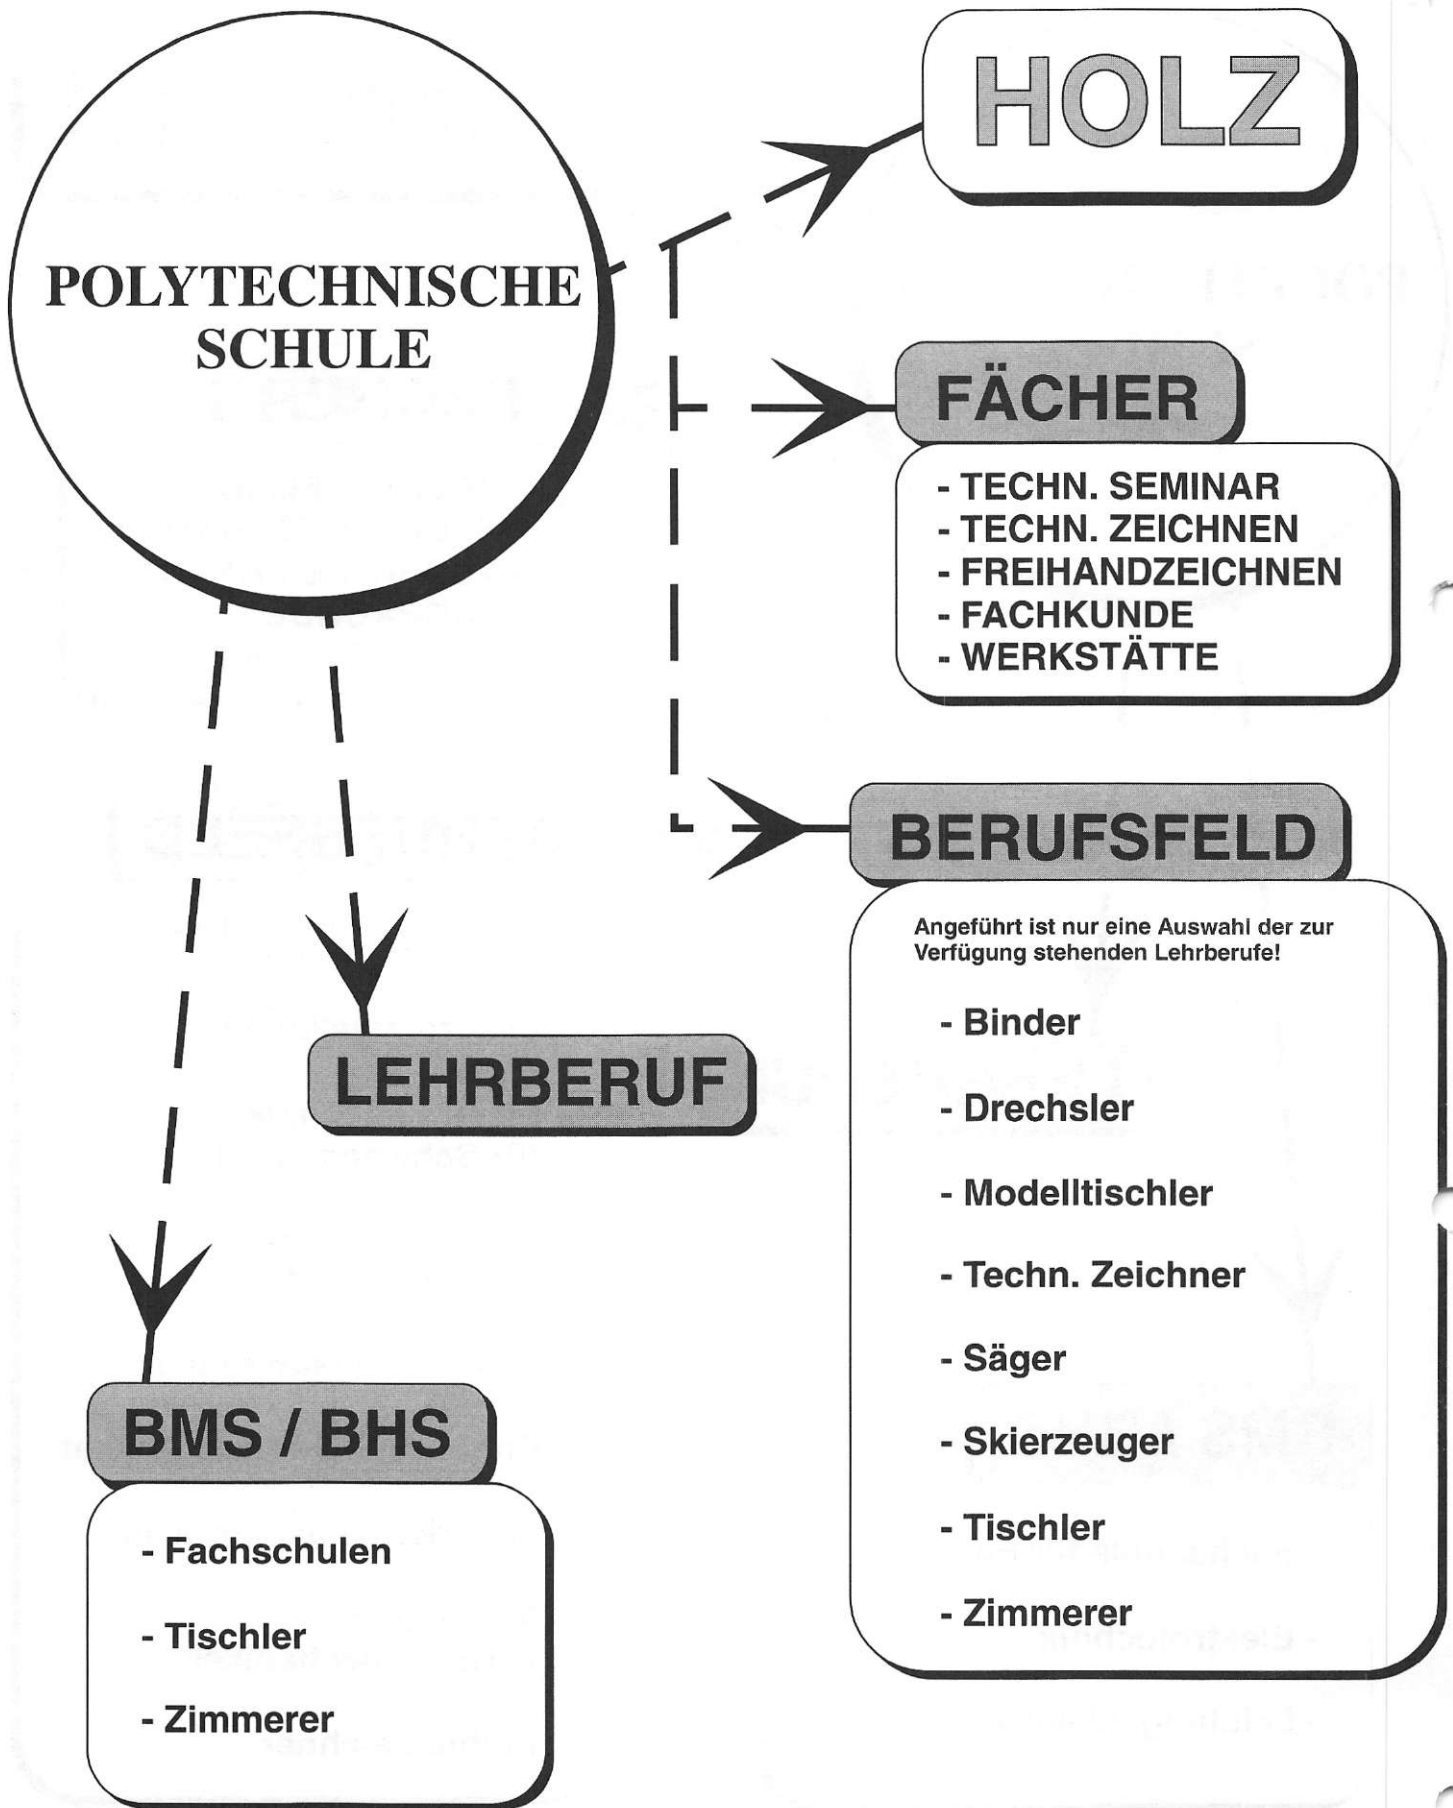 HOLZ
POLYTECHNISCHE
SCHULE
FÄCHER
- TECHN. SEMINAR
- TECHN. ZEICHNEN
- FREIHANDZEICHNEN
- FACHKUNDE
- WERKSTÄTTE
BERUFSFELD
Angeführt ist nur eine Auswahl der zur
Verfügung stehenden Lehrberufe!
- Binder
- Drechsler
- Modelltischler
- Techn. Zeichner
- Säger
- Skierzeuger
- Tischler
- Zimmerer
LEHRBERUF
BMS / BHS
- Fachschulen
- Tischler
- Zimmerer